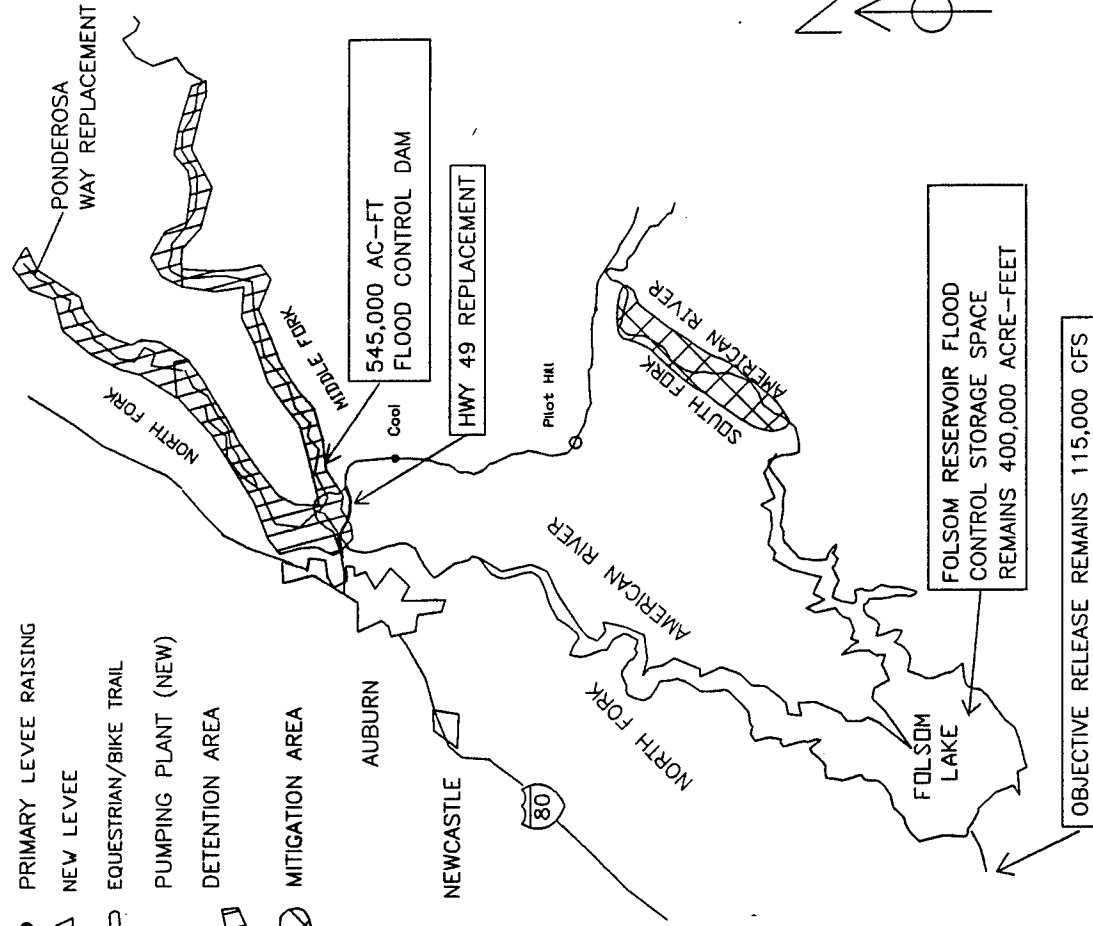 PRIMARY LEVEE RAISING
NEW LEVEE
EQUESTRIAN/BIKE TRAIL
PUMPING PLANT (NEW)
DETENTION AREA
MITIGATION AREA
PONDEROSA
WAY REPLACEMENT
NORTH FORK
MIDDLE FORK
545,000 AC-FT
FLOOD CONTROL DAM
HWY 49 REPLACEMENT
Cool
Pilot Hill
AUBURN
NEWCASTLE
80
SOUTH FORK
AMERICAN RIVER
NORTH FORK
AMERICAN RIVER
FOLSOM
LAKE
FOLSOM RESERVOIR FLOOD
CONTROL STORAGE SPACE
REMAINS 400,000 ACRE-FEET
OBJECTIVE RELEASE REMAINS 115,000 CFS